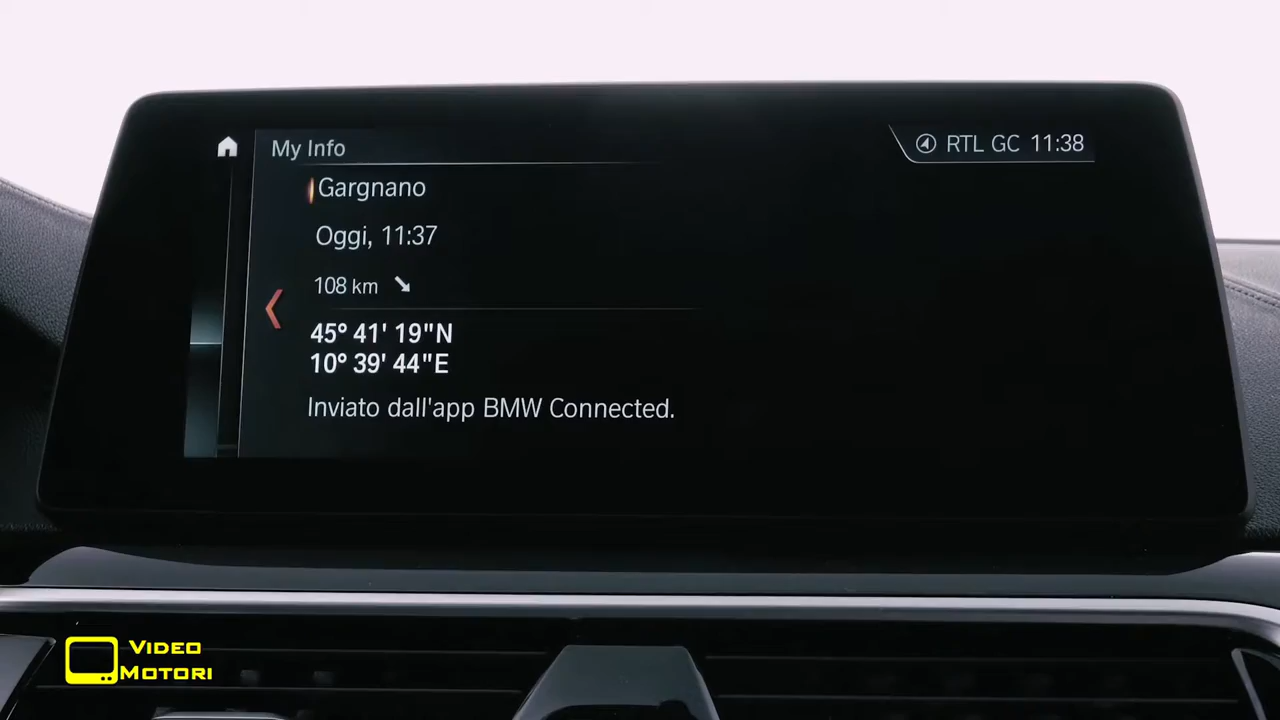 My Info
RTL GC 11:38
Gargnano
Oggi, 11:37
108 km
45° 41' 19"N
10° 39' 44"E
Inviato dall'app BMW Connected.
VIDEO
MOTORI